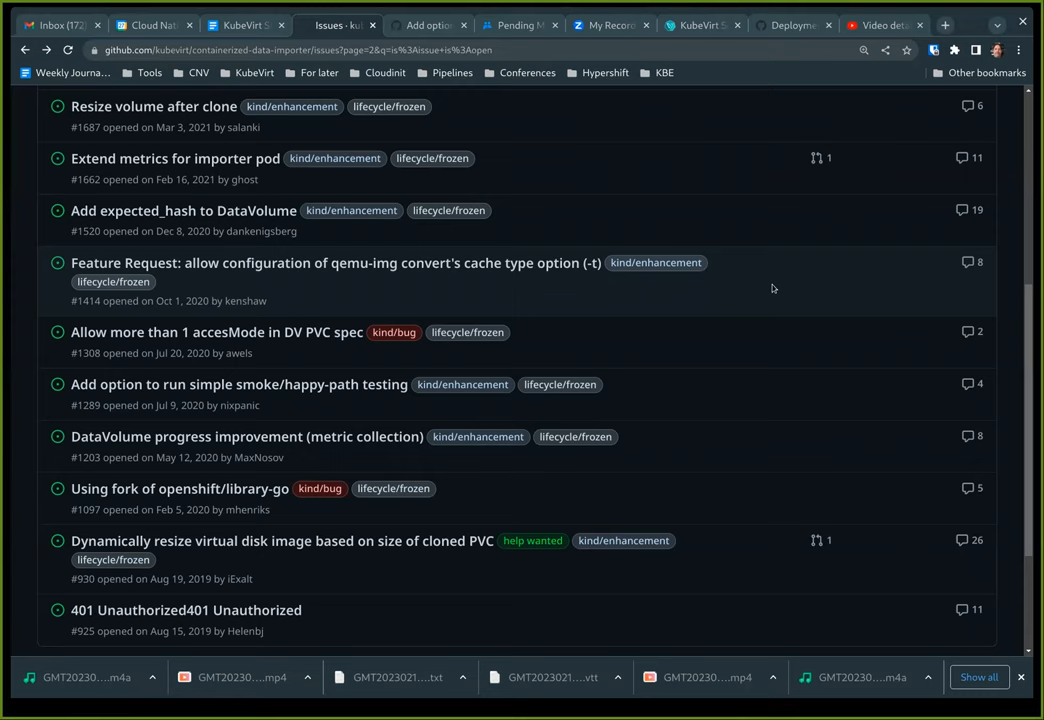 Inbox (172
Cloud Nati
KubeVirt S
Issues · ku
Add optio
Pending M
My Record
KubeVirt S
Deployme
Video deta
github.com/kubevirt/containerized-data-importer/issues?page=2&q=is%3Aissue+is%3Aopen
Weekly Journa...
Tools
CNV
KubeVirt
For later
Cloudinit
Pipelines
Conferences
Hypershift
KBE
Other bookmarks
Resize volume after clone kind/enhancement lifecycle/frozen 6
#1687 opened on Mar 3, 2021 by salanki
Extend metrics for importer pod kind/enhancement lifecycle/frozen 1 11
#1662 opened on Feb 16, 2021 by ghost
Add expected_hash to DataVolume kind/enhancement lifecycle/frozen 19
#1520 opened on Dec 8, 2020 by dankenigsberg
Feature Request: allow configuration of qemu-img convert's cache type option (-t) kind/enhancement 8
lifecycle/frozen
#1414 opened on Oct 1, 2020 by kenshaw
Allow more than 1 accesMode in DV PVC spec kind/bug lifecycle/frozen 2
#1308 opened on Jul 20, 2020 by awels
Add option to run simple smoke/happy-path testing kind/enhancement lifecycle/frozen 4
#1289 opened on Jul 9, 2020 by nixpanic
DataVolume progress improvement (metric collection) kind/enhancement lifecycle/frozen 8
#1203 opened on May 12, 2020 by MaxNosov
Using fork of openshift/library-go kind/bug lifecycle/frozen 5
#1097 opened on Feb 5, 2020 by mhenriks
Dynamically resize virtual disk image based on size of cloned PVC help wanted kind/enhancement 1 26
lifecycle/frozen
#930 opened on Aug 19, 2019 by iExalt
401 Unauthorized401 Unauthorized 11
#925 opened on Aug 15, 2019 by Helenbj
GMT20230....m4a
GMT20230....mp4
GMT2023021....txt
GMT2023021....vtt
GMT20230....mp4
GMT20230....m4a
Show all